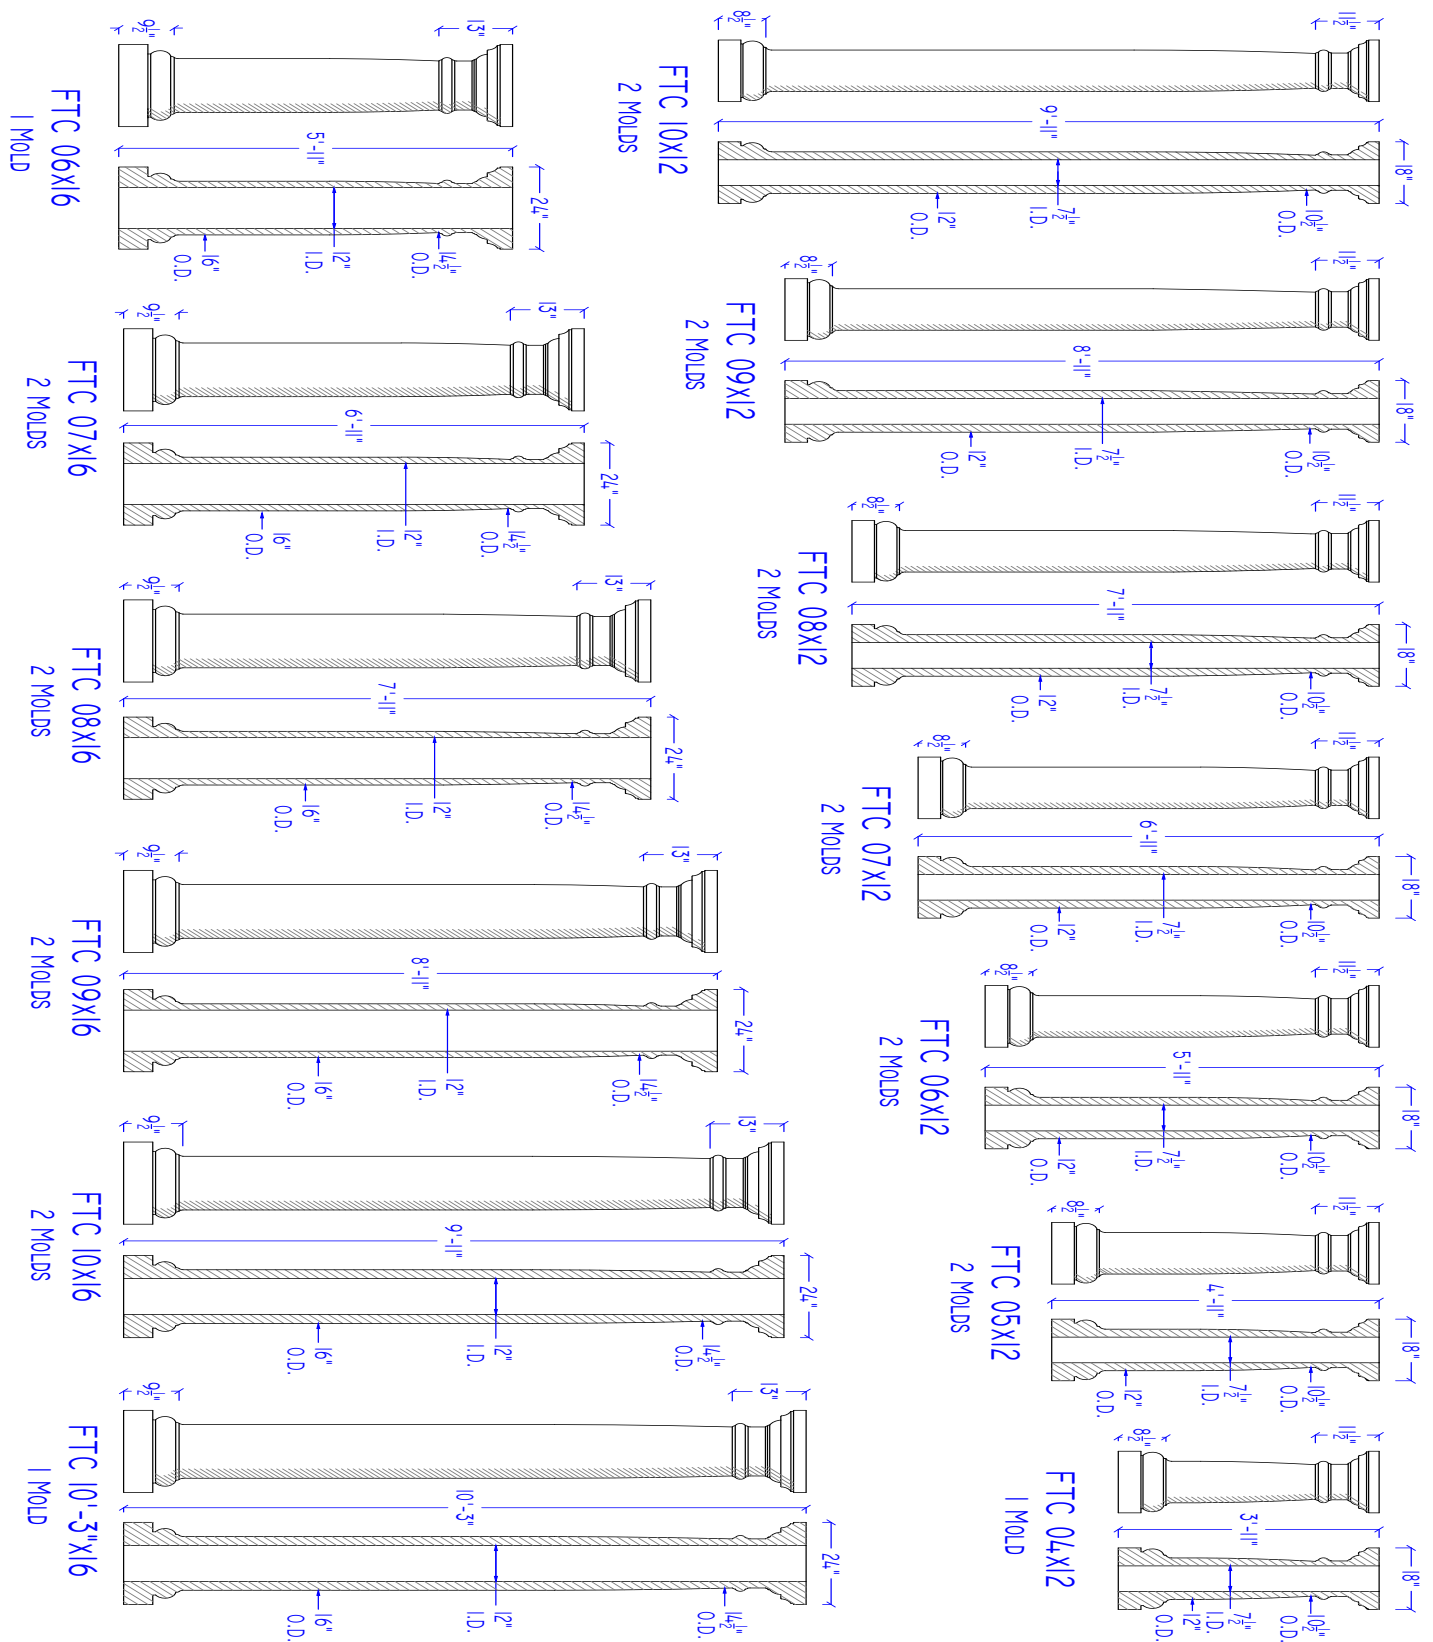 11½"
8½"
9'-11"
18"
10½"
O.D.
7½"
I.D.
12"
O.D.
FTC 10x12
2 MOLDS
11½"
8½"
8'-11"
18"
10½"
O.D.
7½"
I.D.
12"
O.D.
FTC 09x12
2 MOLDS
11½"
8½"
7'-11"
18"
10½"
O.D.
7½"
I.D.
12"
O.D.
FTC 08x12
2 MOLDS
11½"
8½"
6'-11"
18"
10½"
O.D.
7½"
I.D.
12"
O.D.
FTC 07x12
2 MOLDS
11½"
8½"
5'-11"
18"
10½"
O.D.
7½"
I.D.
12"
O.D.
FTC 06x12
2 MOLDS
11½"
8½"
4'-11"
18"
10½"
O.D.
7½"
I.D.
12"
O.D.
FTC 05x12
2 MOLDS
11½"
8½"
3'-11"
18"
10½"
O.D.
7½"
I.D.
12"
O.D.
FTC 04x12
1 MOLD
13"
9½"
5'-11"
24"
14½"
O.D.
12"
I.D.
16"
O.D.
FTC 06x16
1 MOLD
13"
9½"
6'-11"
24"
14½"
O.D.
12"
I.D.
16"
O.D.
FTC 07x16
2 MOLDS
13"
9½"
7'-11"
24"
14½"
O.D.
12"
I.D.
16"
O.D.
FTC 08x16
2 MOLDS
13"
9½"
8'-11"
24"
14½"
O.D.
12"
I.D.
16"
O.D.
FTC 09x16
2 MOLDS
13"
9½"
9'-11"
24"
14½"
O.D.
12"
I.D.
16"
O.D.
FTC 10x16
2 MOLDS
13"
9½"
10'-3"
24"
14½"
O.D.
12"
I.D.
16"
O.D.
FTC 10'-3"x16
1 MOLD